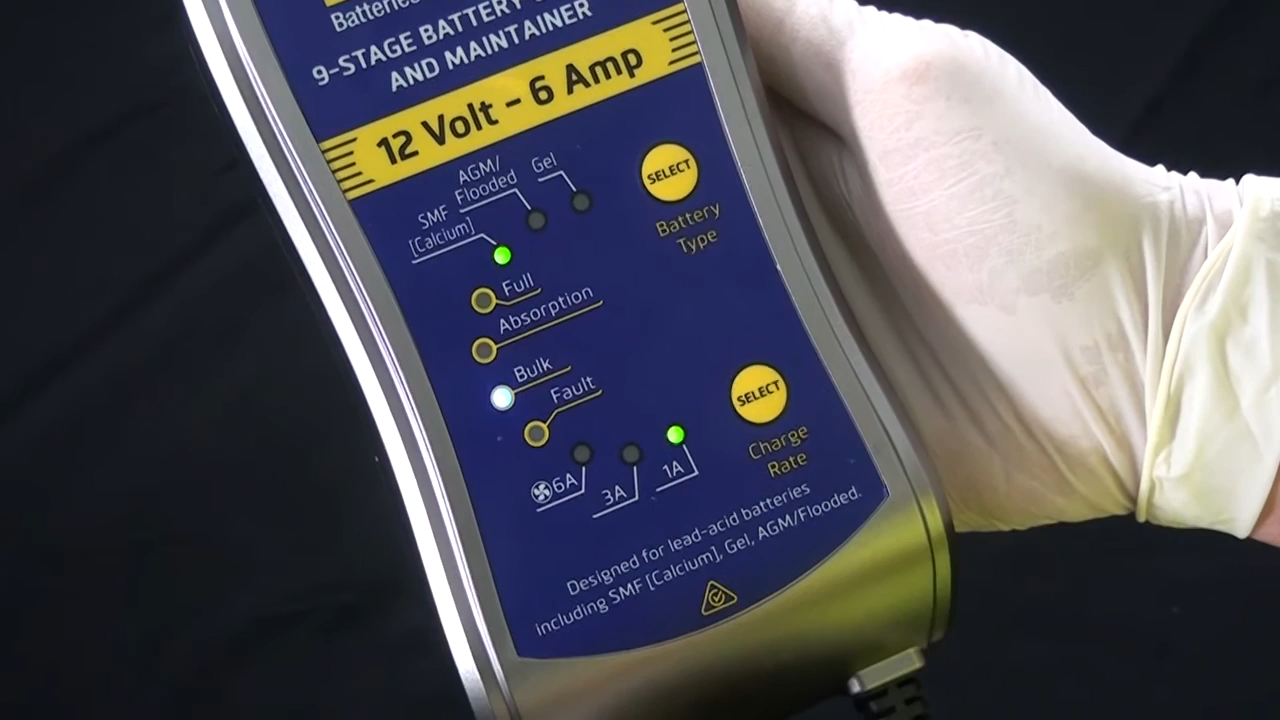 Batteries
9-STAGE BATTERY
AND MAINTAINER
12 Volt - 6 Amp
AGM/
Flooded
Gel
SMF
[Calcium]
SELECT
Battery
Type
Full
Absorption
Bulk
Fault
SELECT
Charge
Rate
6A
3A
1A
Designed for lead-acid batteries
including SMF [Calcium], Gel, AGM/Flooded.